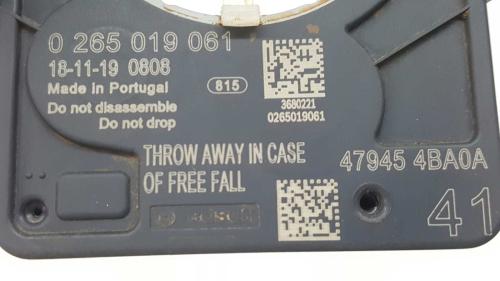 0 265 019 061
18-11-19 0808
Made in Portugal
815
Do not disassemble
Do not drop
3680221
0265019061
THROW AWAY IN CASE
OF FREE FALL
47945 4BA0A
BOSCH
41